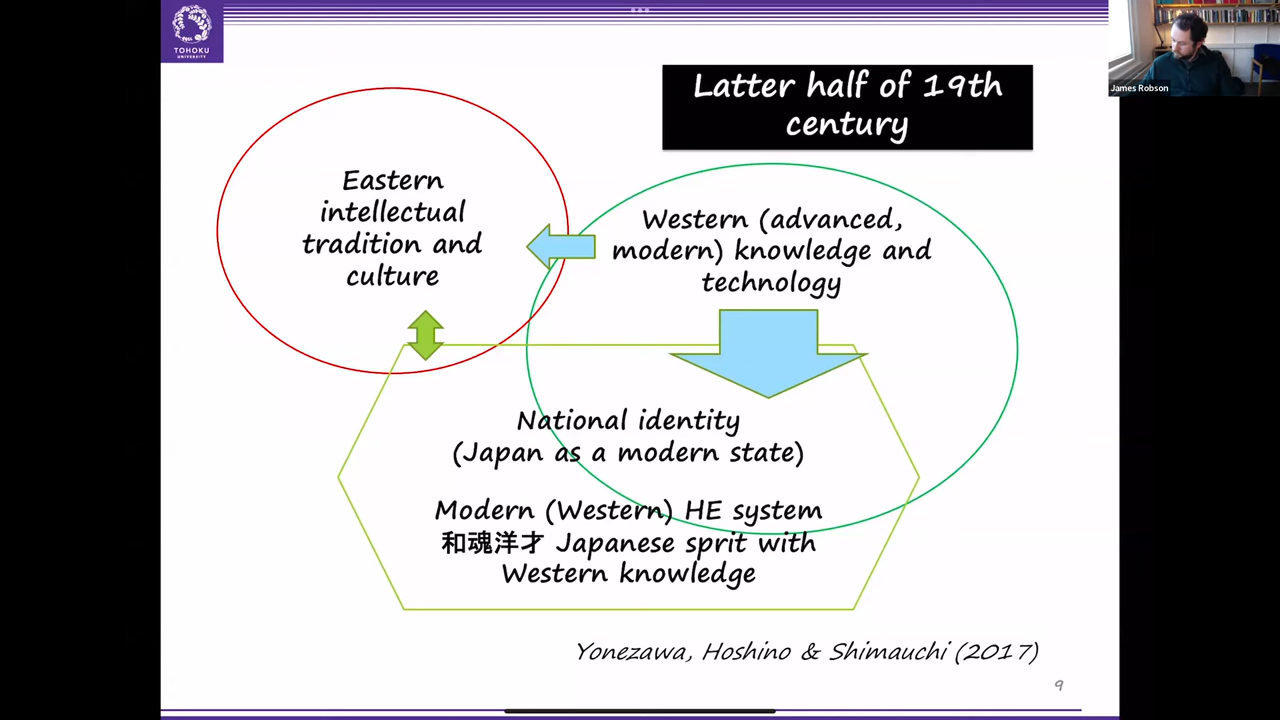 TOHOKU
UNIVERSITY
Latter half of 19th
century
James Robson
Eastern
intellectual
tradition and
culture
Western (advanced,
modern) knowledge and
technology
National identity
(Japan as a modern state)
Modern (Western) HE system
和魂洋才 Japanese sprit with
Western knowledge
Yonezawa, Hoshino & Shimauchi (2017)
9